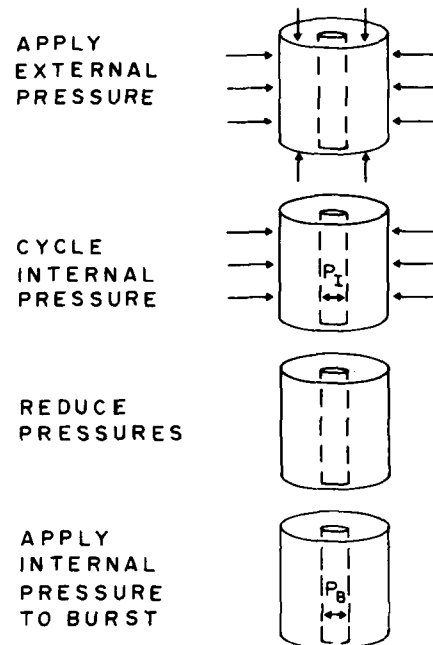 APPLY
EXTERNAL
PRESSURE
CYCLE
INTERNAL
PRESSURE
P_I
REDUCE
PRESSURES
APPLY
INTERNAL
PRESSURE
TO BURST
P_B